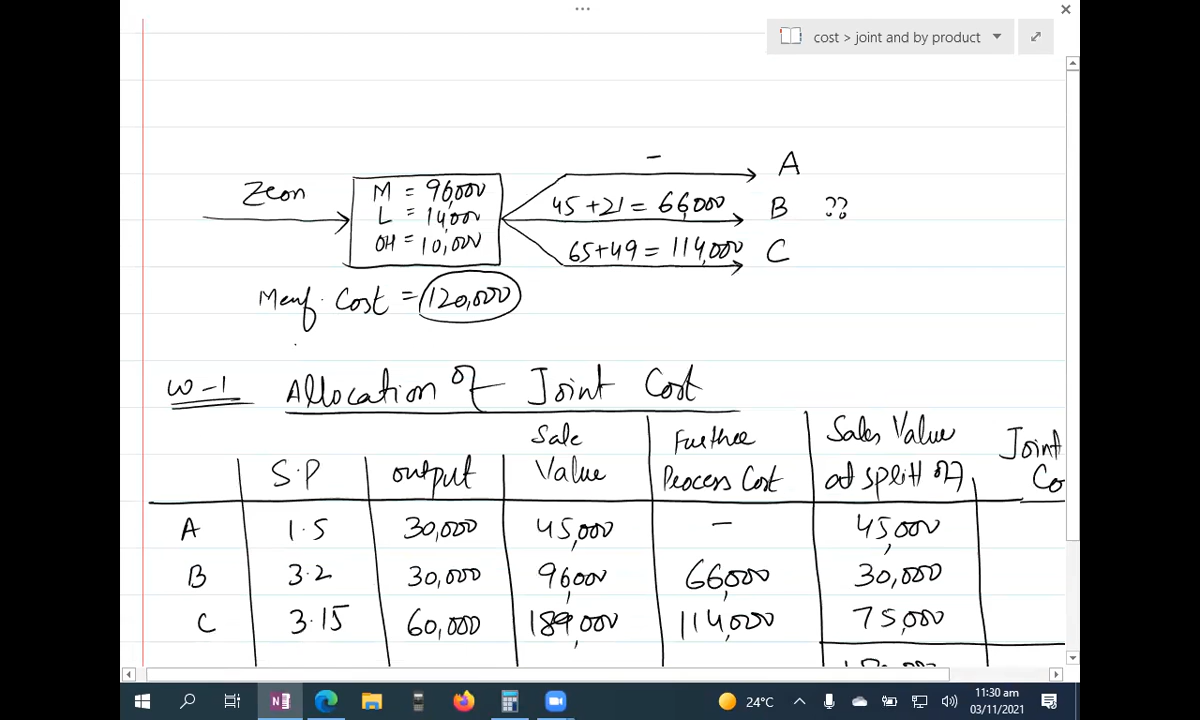 cost > joint and by product
-
A
Zeon
M = 96,000
L = 14,000
OH = 10,000
45 + 21 = 66,000 B ??
65 + 49 = 114,000 C
Manf. Cost = 120,000
W-1 Allocation of Joint Cost
S.P output Sale Value Further Process Cost Sales Value at split off Joint Co
A 1.5 30,000 45,000 - 45,000
B 3.2 30,000 96,000 66,000 30,000
C 3.15 60,000 189,000 114,000 75,000
24°C
11:30 am
03/11/2021